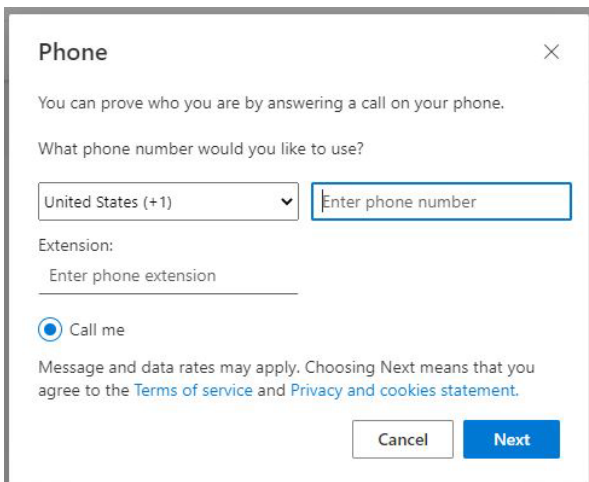 Phone
You can prove who you are by answering a call on your phone.
What phone number would you like to use?
United States (+1)
Enter phone number
Extension:
Enter phone extension
Call me
Message and data rates may apply. Choosing Next means that you
agree to the Terms of service and Privacy and cookies statement.
Cancel
Next